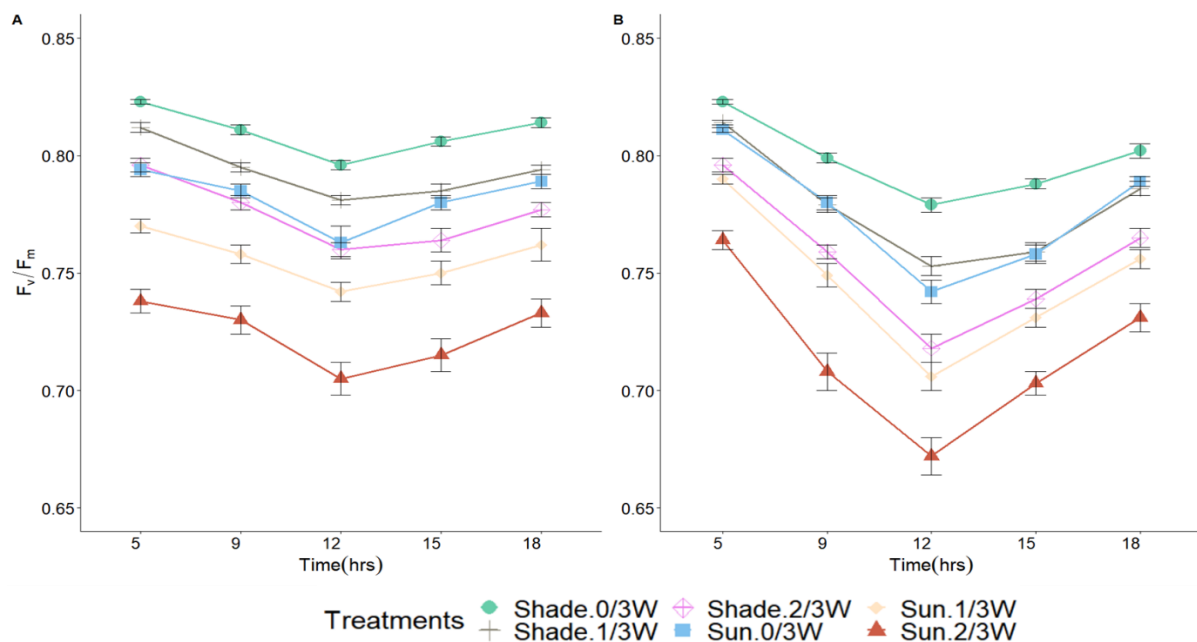 A
B
0.85
0.80
0.75
0.70
0.65
Fv/Fm
5 9 12 15 18
Time(hrs)
0.85
0.80
0.75
0.70
0.65
5 9 12 15 18
Time(hrs)
Treatments
Shade.0/3W Shade.2/3W Sun.1/3W
Shade.1/3W Sun.0/3W Sun.2/3W